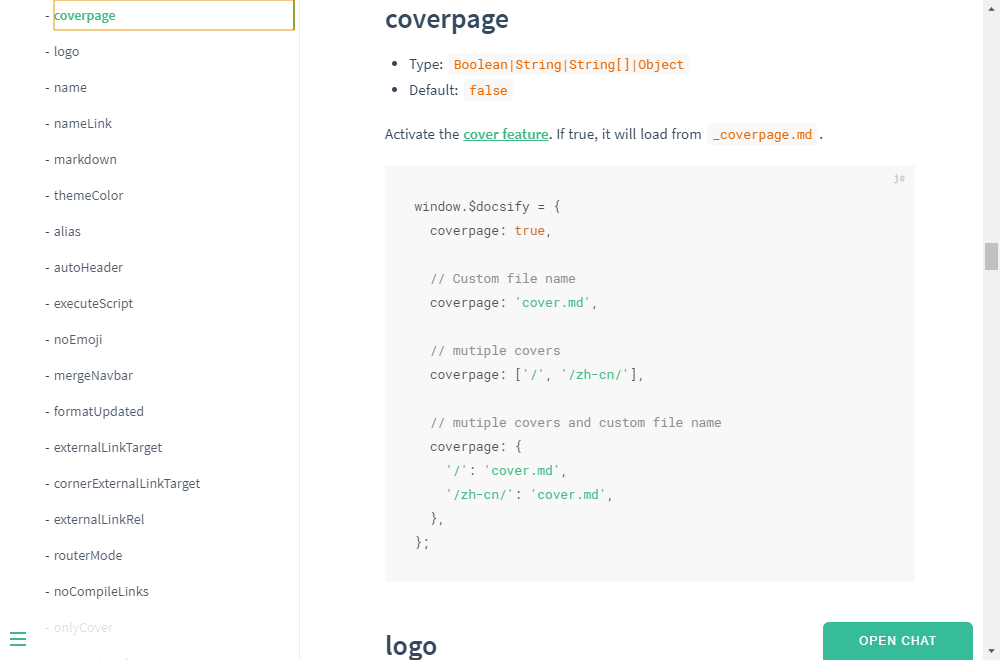 - coverpage
- logo
- name
- nameLink
- markdown
- themeColor
- alias
- autoHeader
- executeScript
- noEmoji
- mergeNavbar
- formatUpdated
- externalLinkTarget
- cornerExternalLinkTarget
- externalLinkRel
- routerMode
- noCompileLinks
- onlyCover
coverpage
Type: Boolean|String|String[]|Object
Default: false
Activate the cover feature. If true, it will load from _coverpage.md .
js
window.$docsify = {
  coverpage: true,
  // Custom file name
  coverpage: 'cover.md',
  // mutiple covers
  coverpage: ['/', '/zh-cn/'],
  // mutiple covers and custom file name
  coverpage: {
    '/': 'cover.md',
    '/zh-cn/': 'cover.md',
  },
};
logo
OPEN CHAT